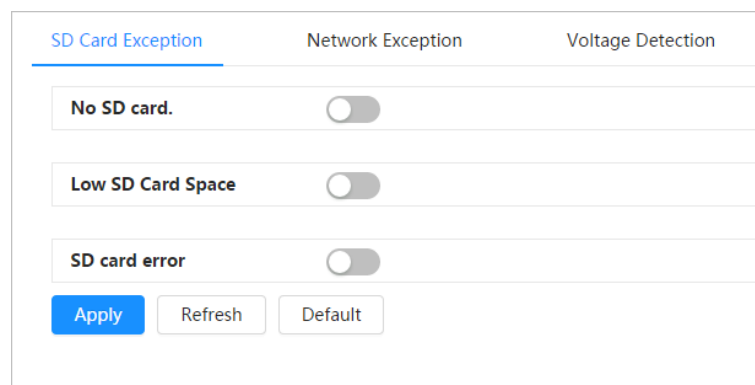 SD Card Exception Network Exception Voltage Detection
No SD card.
Low SD Card Space
SD card error
Apply Refresh Default